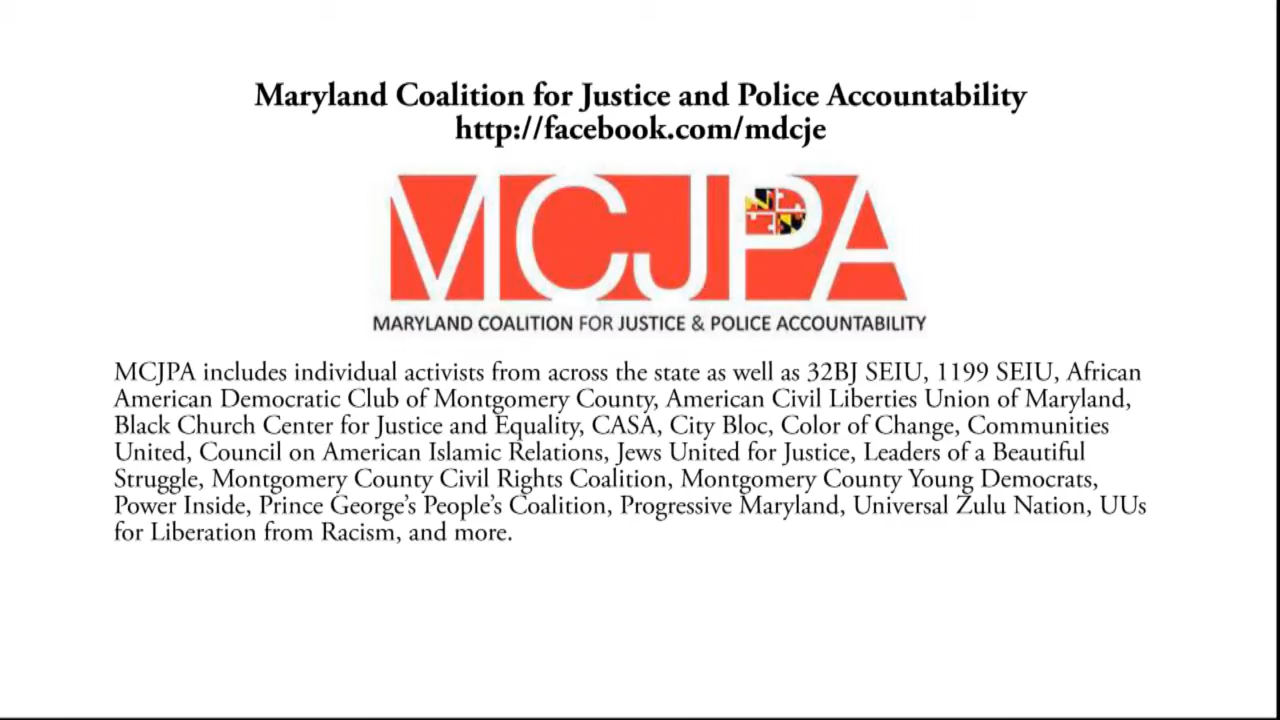 Maryland Coalition for Justice and Police Accountability
http://facebook.com/mdcje
MCJPA
MARYLAND COALITION FOR JUSTICE & POLICE ACCOUNTABILITY
MCJPA includes individual activists from across the state as well as 32BJ SEIU, 1199 SEIU, African
American Democratic Club of Montgomery County, American Civil Liberties Union of Maryland,
Black Church Center for Justice and Equality, CASA, City Bloc, Color of Change, Communities
United, Council on American Islamic Relations, Jews United for Justice, Leaders of a Beautiful
Struggle, Montgomery County Civil Rights Coalition, Montgomery County Young Democrats,
Power Inside, Prince George’s People’s Coalition, Progressive Maryland, Universal Zulu Nation, UUs
for Liberation from Racism, and more.